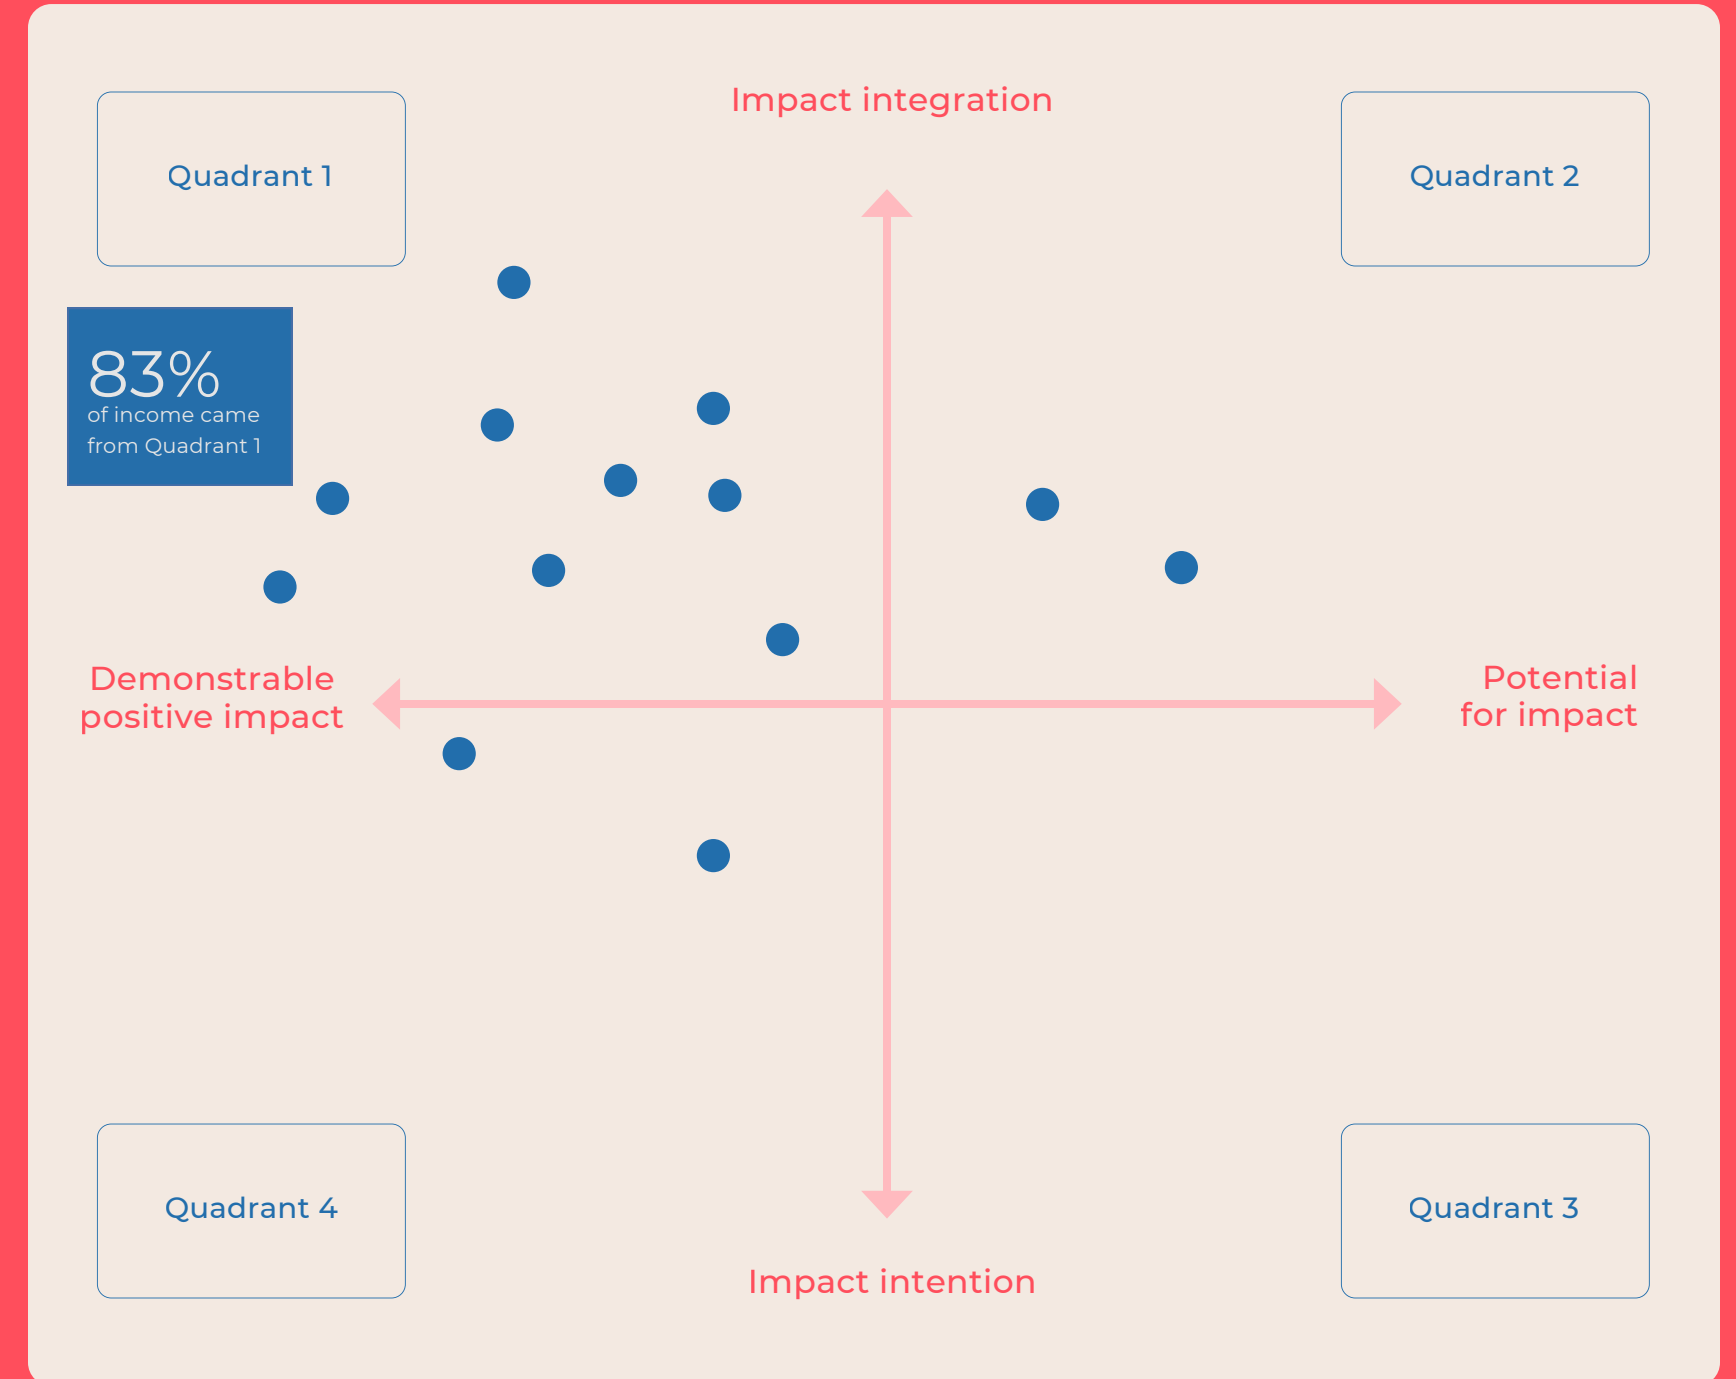 Impact integration
Quadrant 1
Quadrant 2
83%
of income came
from Quadrant 1
Demonstrable
positive impact
Potential
for impact
Quadrant 4
Quadrant 3
Impact intention